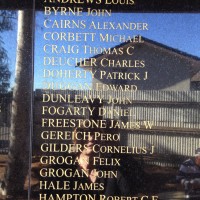 ANDREWS LOUIS
BYRNE JOHN
CAIRNS ALEXANDER
CORBETT MICHAEL
CRAIG THOMAS C
DEUCHER CHARLES
DOHERTY PATRICK J
EDWARD
DUNLEAVY JOHN
FOGARTY DANIEL
FREESTONE JAMES W
GEREICH PERO
GILDERS CORNELIUS J
GROGAN FELIX
GROGAN JOHN
HALE JAMES
HAMPTON ROBERT G F